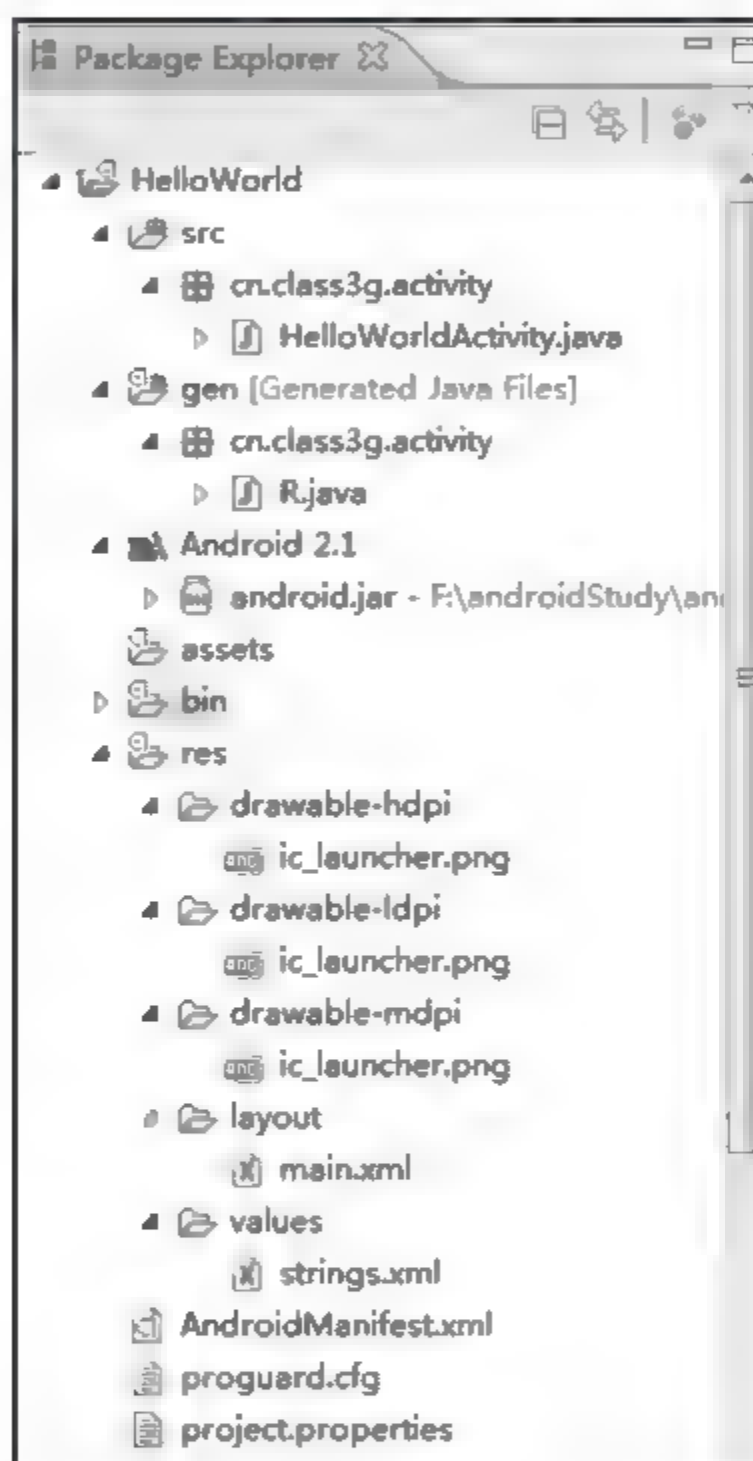 Package Explorer
HelloWorld
src
cn.class3g.activity
HelloWorldActivity.java
gen [Generated Java Files]
cn.class3g.activity
R.java
Android 2.1
android.jar - F:\androidStudy\an
assets
bin
res
drawable-hdpi
ic_launcher.png
drawable-ldpi
ic_launcher.png
drawable-mdpi
ic_launcher.png
layout
main.xml
values
strings.xml
AndroidManifest.xml
proguard.cfg
project.properties